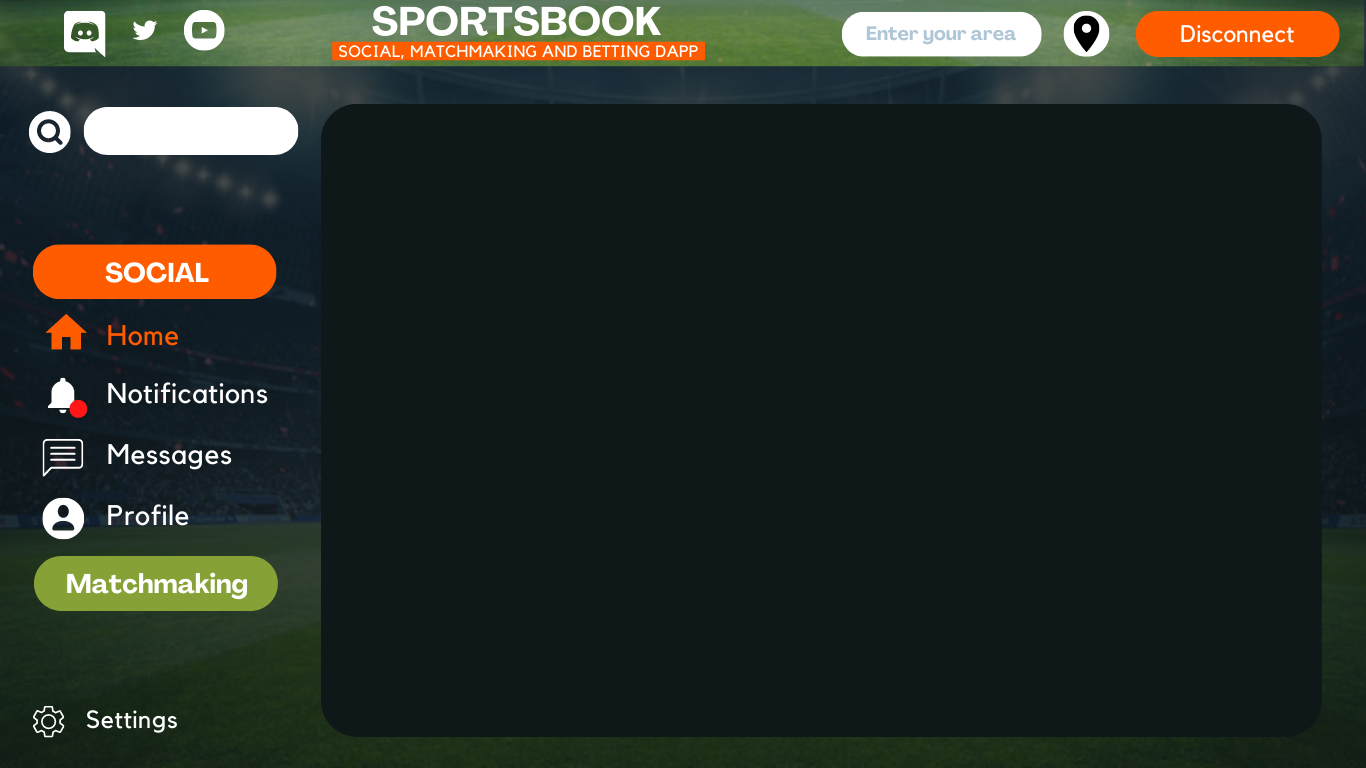 SPORTSBOOK
SOCIAL, MATCHMAKING AND BETTING DAPP
Enter your area
Disconnect
SOCIAL
Home
Notifications
Messages
Profile
Matchmaking
Settings